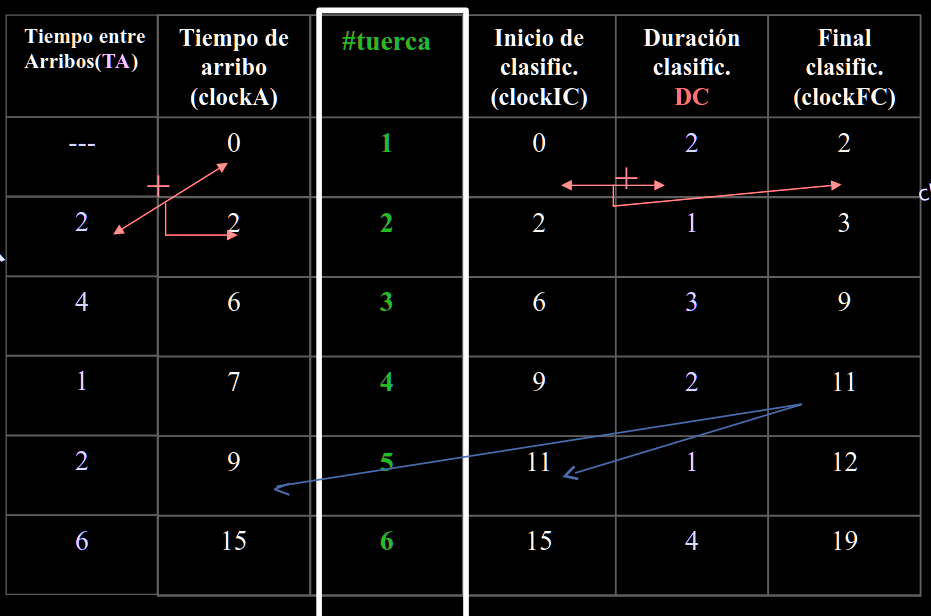 Tiempo entre Arribos(TA) Tiempo de arribo (clockA) #tuerca Inicio de clasific. (clockIC) Duración clasific. DC Final clasific. (clockFC)
--- 0 1 0 2 2
2 2 2 2 1 3
4 6 3 6 3 9
1 7 4 9 2 11
2 9 5 11 1 12
6 15 6 15 4 19